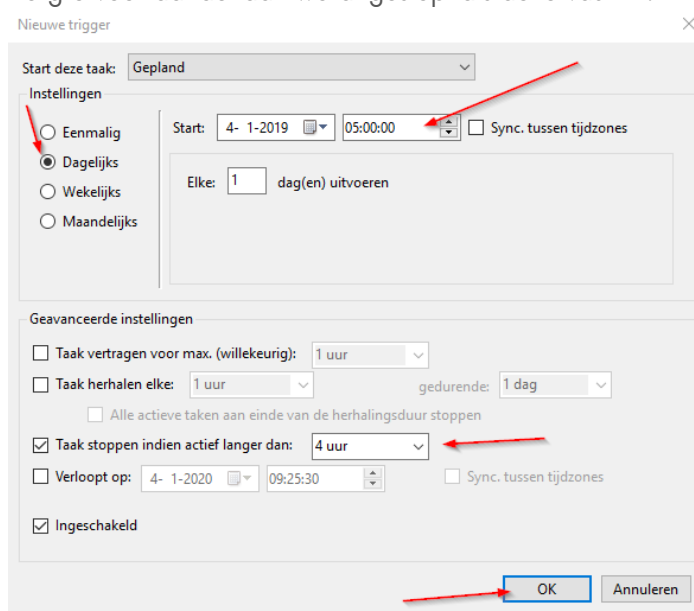 Nieuwe trigger
Start deze taak: Gepland
Instellingen
Eenmalig
Start: 4- 1-2019 05:00:00 Sync. tussen tijdzones
Dagelijks
Elke: 1 dag(en) uitvoeren
Wekelijks
Maandelijks
Geavanceerde instellingen
Taak vertragen voor max. (willekeurig): 1 uur
Taak herhalen elke: 1 uur gedurende: 1 dag
Alle actieve taken aan einde van de herhalingsduur stoppen
Taak stoppen indien actief langer dan: 4 uur
Verloopt op: 4- 1-2020 09:25:30 Sync. tussen tijdzones
Ingeschakeld
OK Annuleren